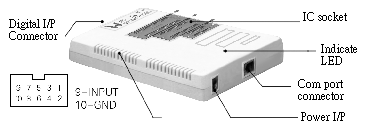 Digital I/P
Connector
IC socket
Indicate
LED
Com port
connector
Power I/P
9 7 5 3 1
10 8 6 4 2
9-INPUT
10-GND